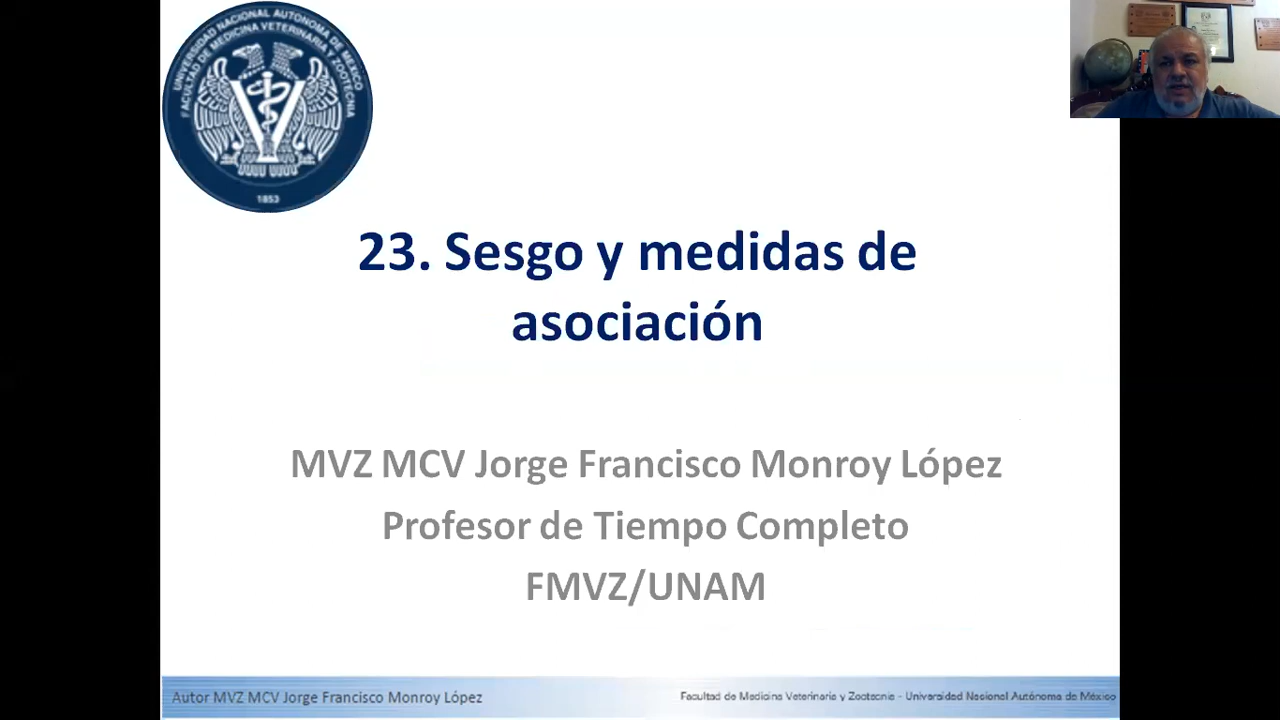 UNIVERSIDAD NACIONAL AUTONOMA DE MEXICO
FACULTAD DE MEDICINA VETERINARIA Y ZOOTECNIA
1853
23. Sesgo y medidas de
asociación
MVZ MCV Jorge Francisco Monroy López
Profesor de Tiempo Completo
FMVZ/UNAM
Autor MVZ MCV Jorge Francisco Monroy López
Facultad de Medicina Veterinaria y Zootecnia - Universidad Nacional Autónoma de México